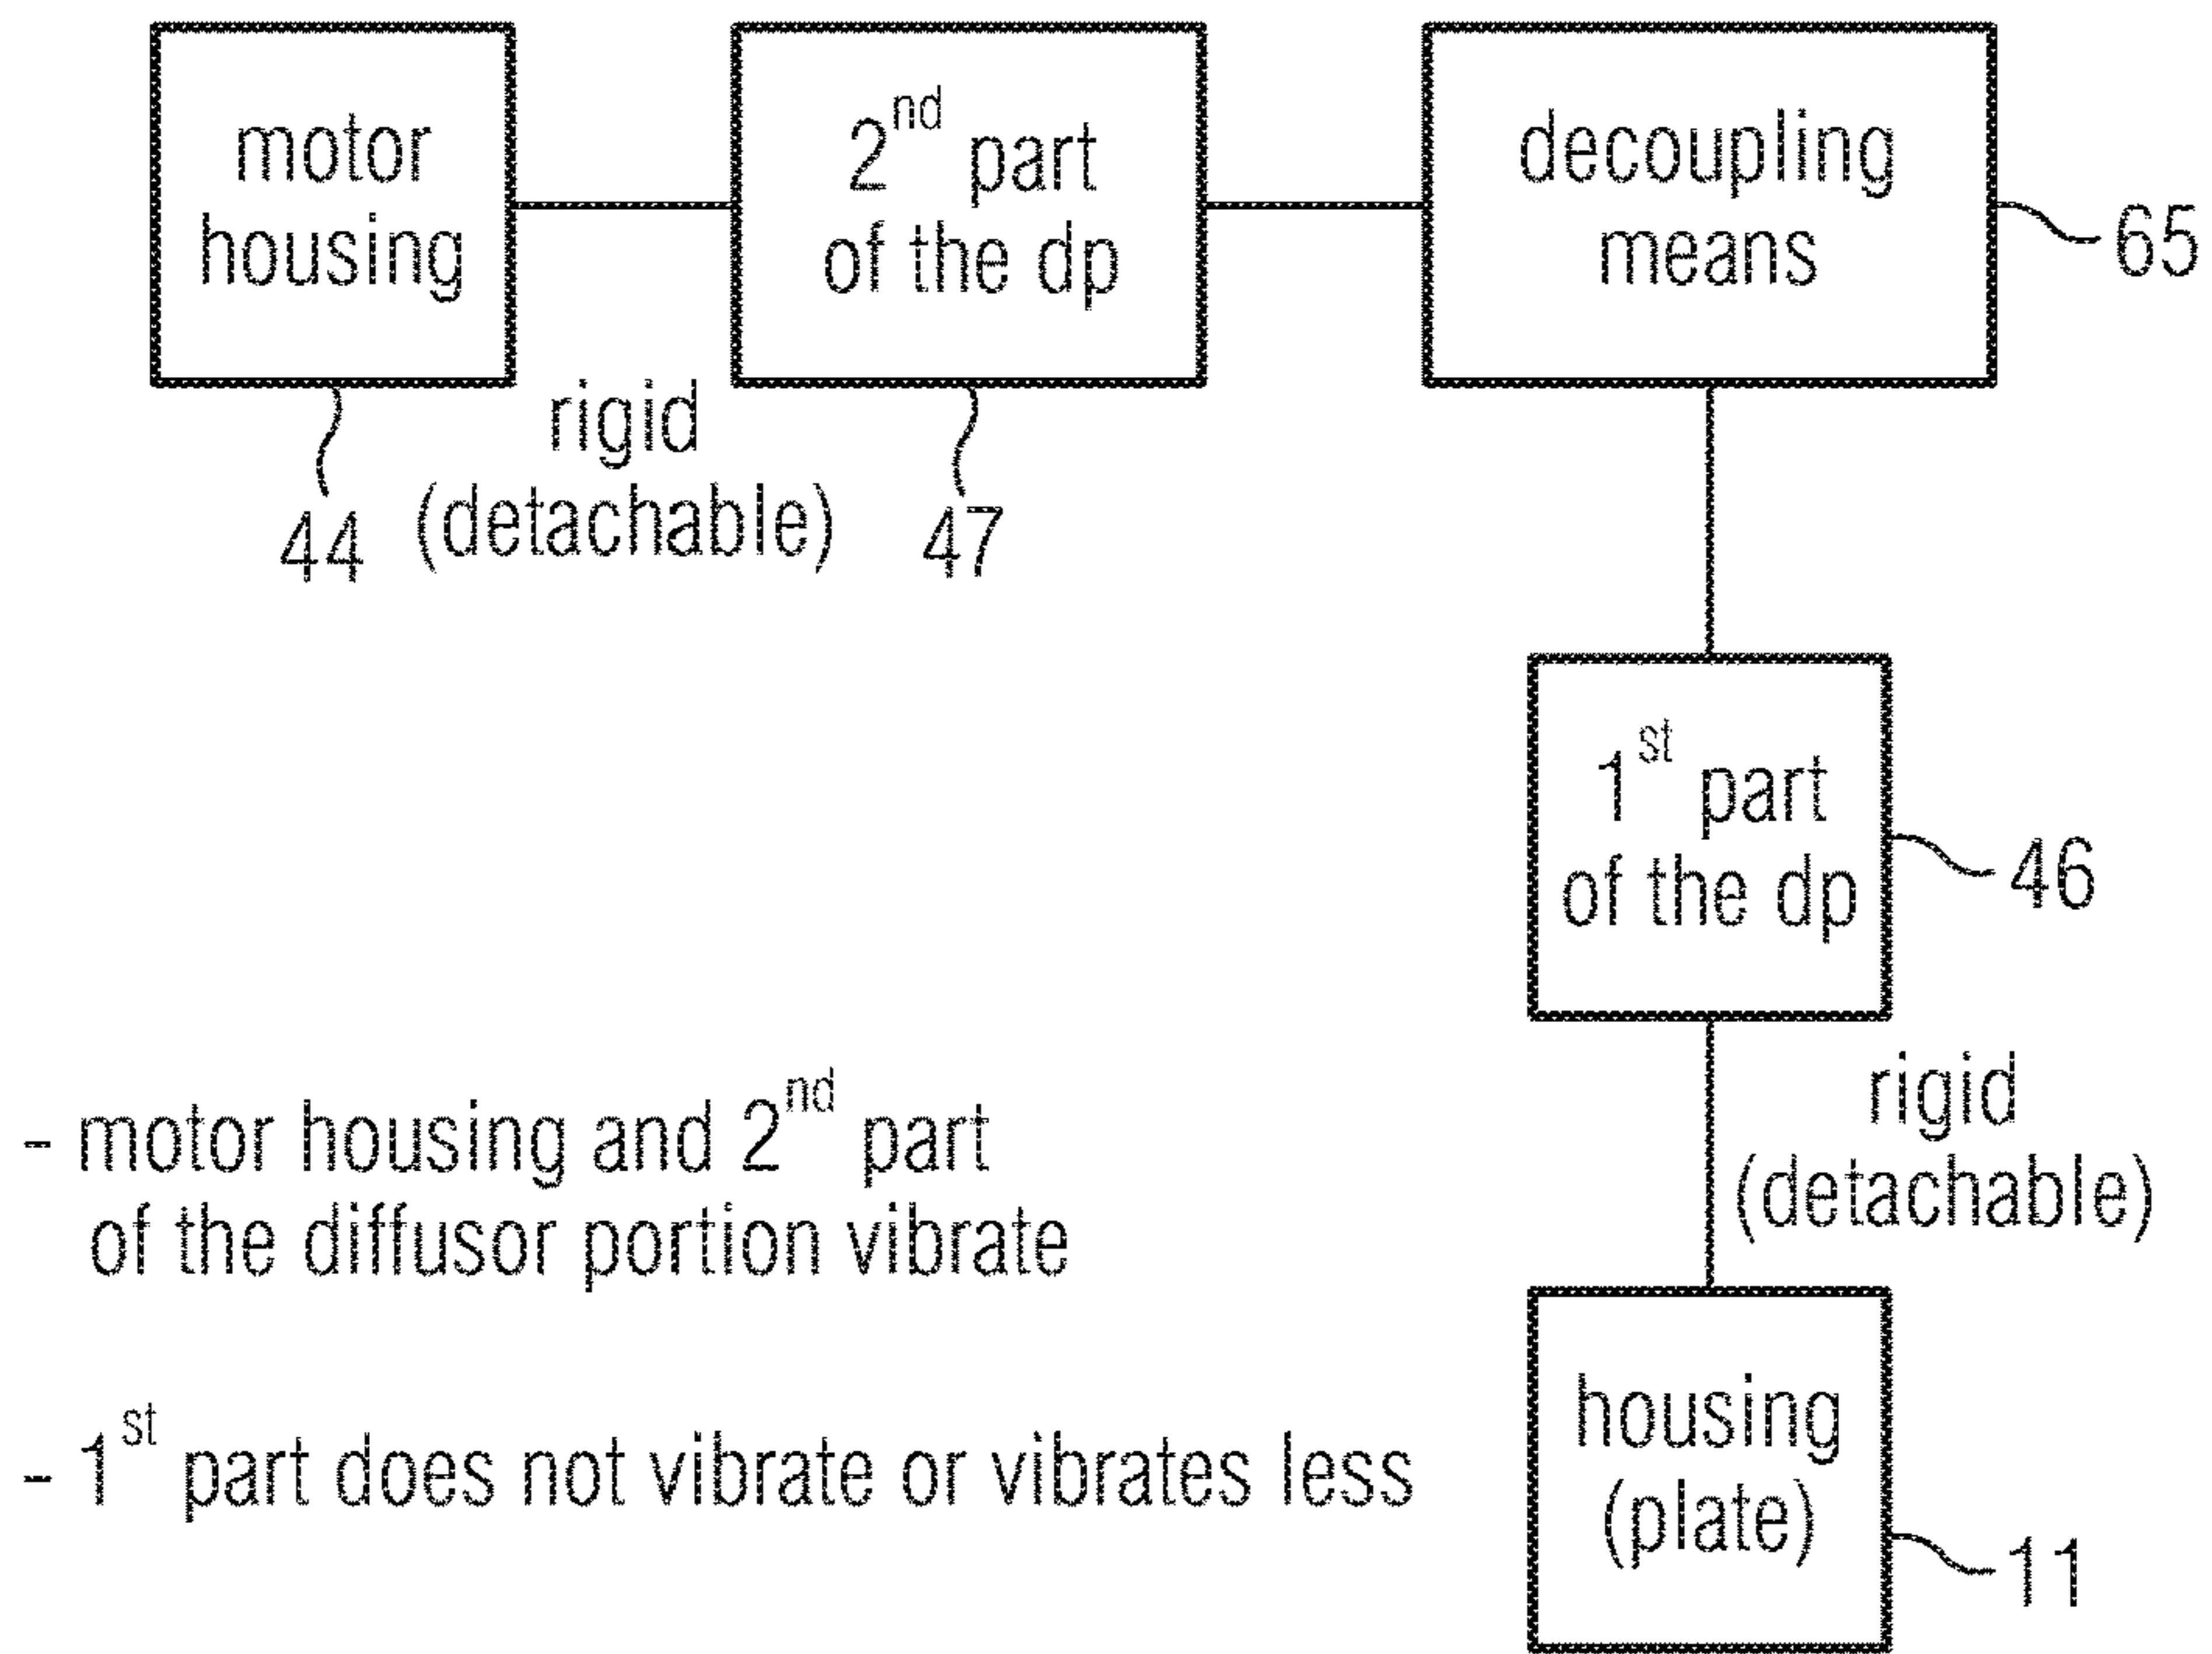 motor
housing
2nd part
of the dp
decoupling
means
65
rigid
(detachable)
44
47
1st part
of the dp
46
rigid
(detachable)
- motor housing and 2nd part
of the diffusor portion vibrate
- 1st part does not vibrate or vibrates less
housing
(plate)
11